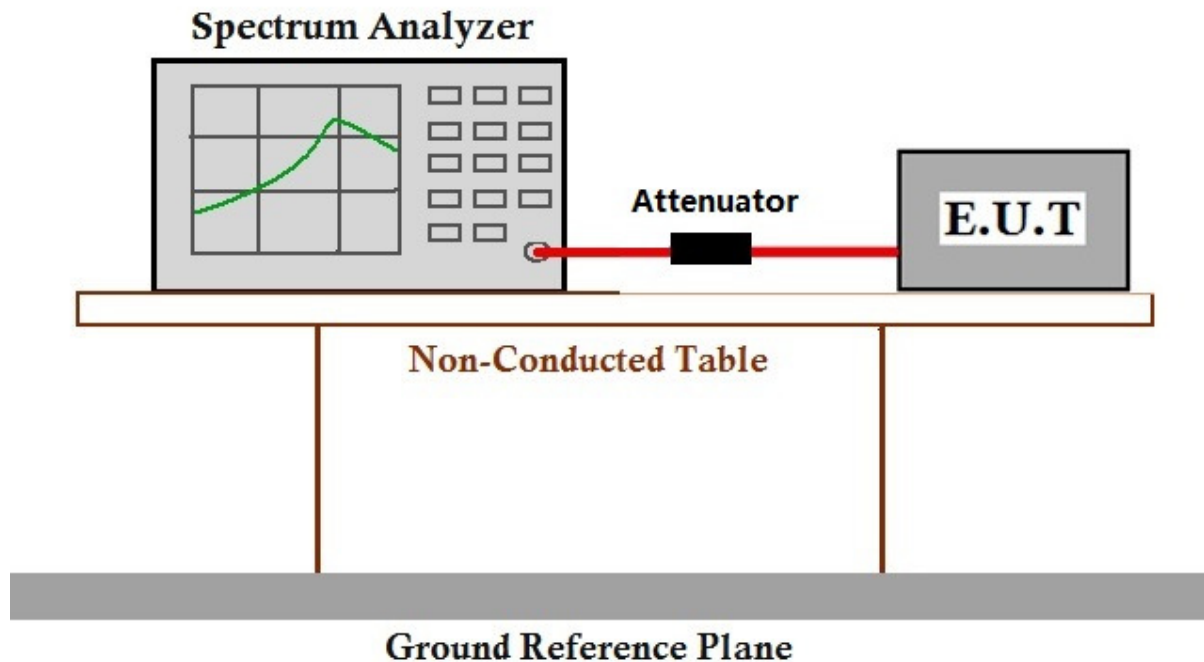 Spectrum Analyzer
Attenuator
E.U.T
Non-Conducted Table
Ground Reference Plane